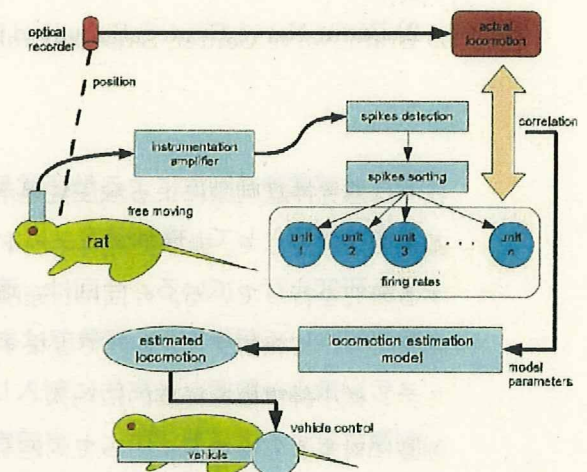 optical
recorder
actual
locomotion
position
correlation
spikes detection
instrumentation
amplifier
spikes sorting
free moving
rat
unit
1
unit
2
unit
3
. . . .
unit
n
firing rates
estimated
locomotion
locomotion estimation
model
model
parameters
vehicle control
vehicle